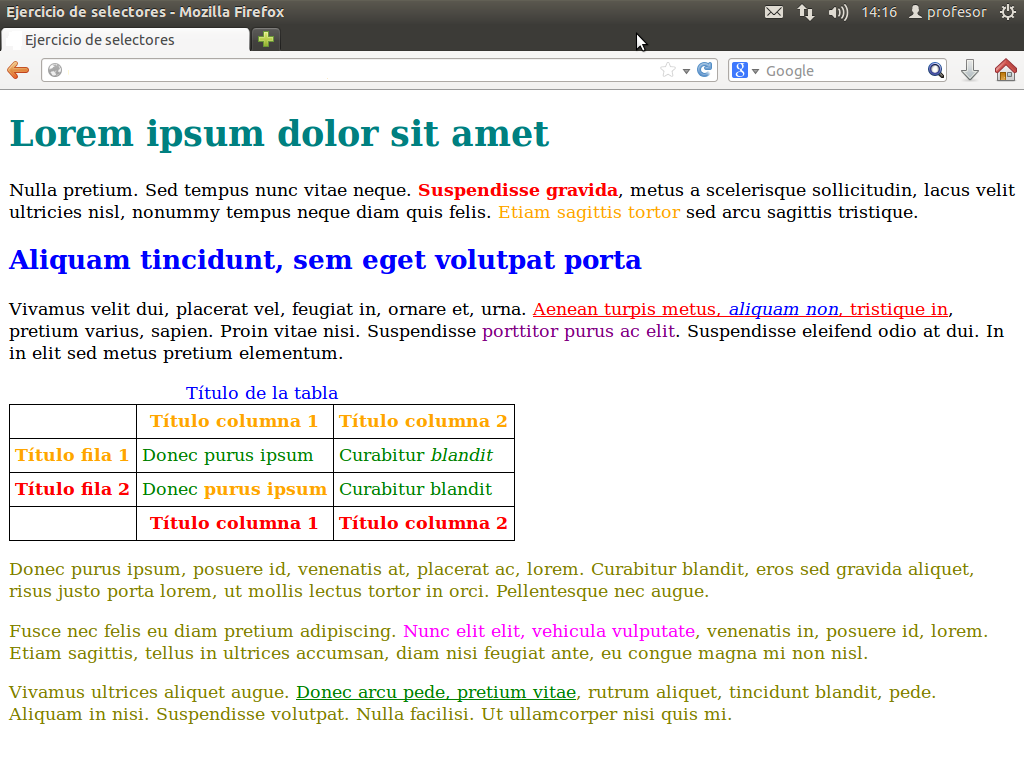 Ejercicio de selectores - Mozilla Firefox
14:16 profesor
Ejercicio de selectores
Google
Lorem ipsum dolor sit amet
Nulla pretium. Sed tempus nunc vitae neque. Suspendisse gravida, metus a scelerisque sollicitudin, lacus velit
ultricies nisl, nonummy tempus neque diam quis felis. Etiam sagittis tortor sed arcu sagittis tristique.
Aliquam tincidunt, sem eget volutpat porta
Vivamus velit dui, placerat vel, feugiat in, ornare et, urna. Aenean turpis metus, aliquam non, tristique in,
pretium varius, sapien. Proin vitae nisi. Suspendisse porttitor purus ac elit. Suspendisse eleifend odio at dui. In
in elit sed metus pretium elementum.
Título de la tabla
Título columna 1 Título columna 2
Título fila 1 Donec purus ipsum Curabitur blandit
Título fila 2 Donec purus ipsum Curabitur blandit
Título columna 1 Título columna 2
Donec purus ipsum, posuere id, venenatis at, placerat ac, lorem. Curabitur blandit, eros sed gravida aliquet,
risus justo porta lorem, ut mollis lectus tortor in orci. Pellentesque nec augue.
Fusce nec felis eu diam pretium adipiscing. Nunc elit elit, vehicula vulputate, venenatis in, posuere id, lorem.
Etiam sagittis, tellus in ultrices accumsan, diam nisi feugiat ante, eu congue magna mi non nisl.
Vivamus ultrices aliquet augue. Donec arcu pede, pretium vitae, rutrum aliquet, tincidunt blandit, pede.
Aliquam in nisi. Suspendisse volutpat. Nulla facilisi. Ut ullamcorper nisi quis mi.